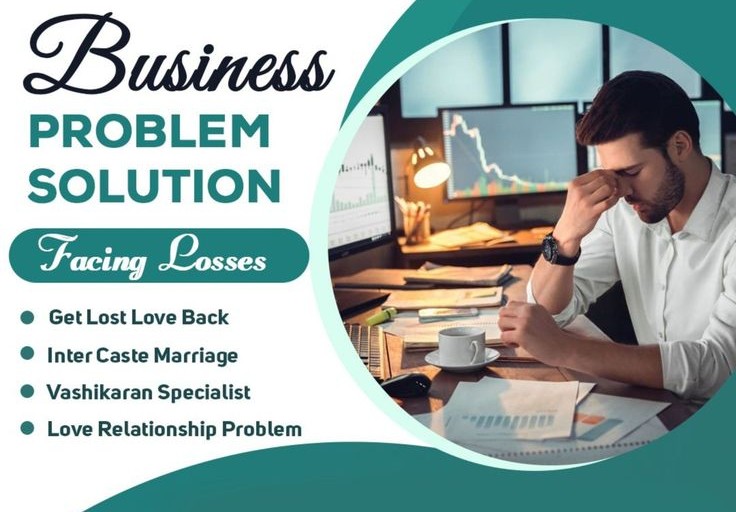 Business
PROBLEM
SOLUTION
Facing Losses
Get Lost Love Back
Inter Caste Marriage
Vashikaran Specialist
Love Relationship Problem